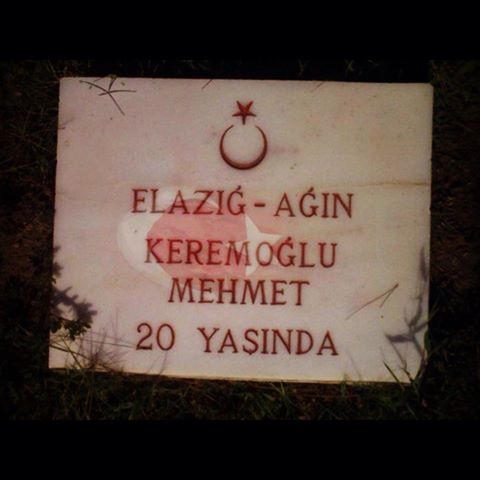 ELAZIĞ - AĞIN
KEREMOĞLU
MEHMET
20 YAŞINDA